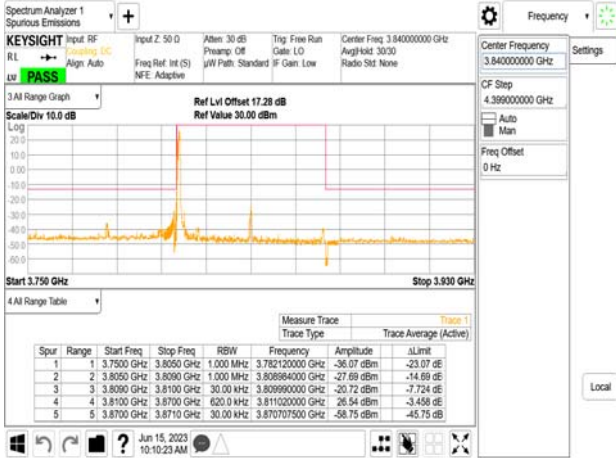 Spectrum Analyzer 1
Spurious Emissions
+
Frequency
KEYSIGHT
RL
LV PASS
Input: RF
Coupling: DC
Align: Auto
Input Z: 50 Ω
Freq Ref: Int (S)
NFE: Adaptive
Atten: 30 dB
Preamp: Off
µW Path: Standard
Trig: Free Run
Gate: LO
IF Gain: Low
Center Freq: 3.840000000 GHz
Avg|Hold: 30/30
Radio Std: None
Center Frequency
3.840000000 GHz
Settings
CF Step
4.399000000 GHz
Auto
Man
Freq Offset
0 Hz
Local
3 All Range Graph
Scale/Div 10.0 dB
Ref Lvl Offset 17.28 dB
Ref Value 30.00 dBm
Log
20.0
10.0
0.00
-10.0
-20.0
-30.0
-40.0
-50.0
-60.0
Start 3.750 GHz
Stop 3.930 GHz
4 All Range Table
Measure Trace Trace 1
Trace Type Trace Average (Active)
Spur Range Start Freq Stop Freq RBW Frequency Amplitude ΔLimit
1 1 3.7500 GHz 3.8050 GHz 1.000 MHz 3.782120000 GHz -36.07 dBm -23.07 dB
2 2 3.8050 GHz 3.8090 GHz 1.000 MHz 3.808984000 GHz -27.69 dBm -14.69 dB
3 3 3.8090 GHz 3.8100 GHz 30.00 kHz 3.809990000 GHz -20.72 dBm -7.724 dB
4 4 3.8100 GHz 3.8700 GHz 620.0 kHz 3.811020000 GHz 26.54 dBm -3.458 dB
5 5 3.8700 GHz 3.8710 GHz 30.00 kHz 3.870707500 GHz -58.75 dBm -45.75 dB
?
Jun 15, 2023
10:10:23 AM